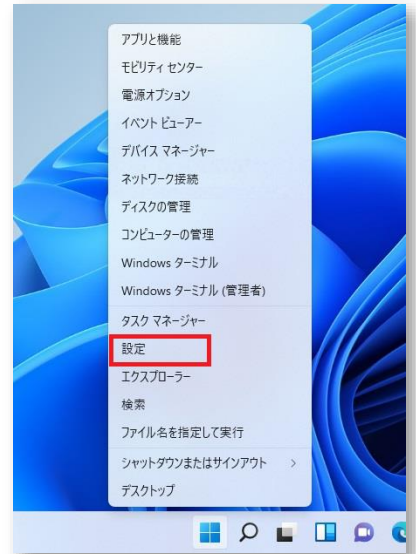 アプリと機能
モビリティ センター
電源オプション
イベント ビューアー
デバイス マネージャー
ネットワーク接続
ディスクの管理
コンピューターの管理
Windows ターミナル
Windows ターミナル (管理者)
タスク マネージャー
設定
エクスプローラー
検索
ファイル名を指定して実行
シャットダウンまたはサインアウト
デスクトップ